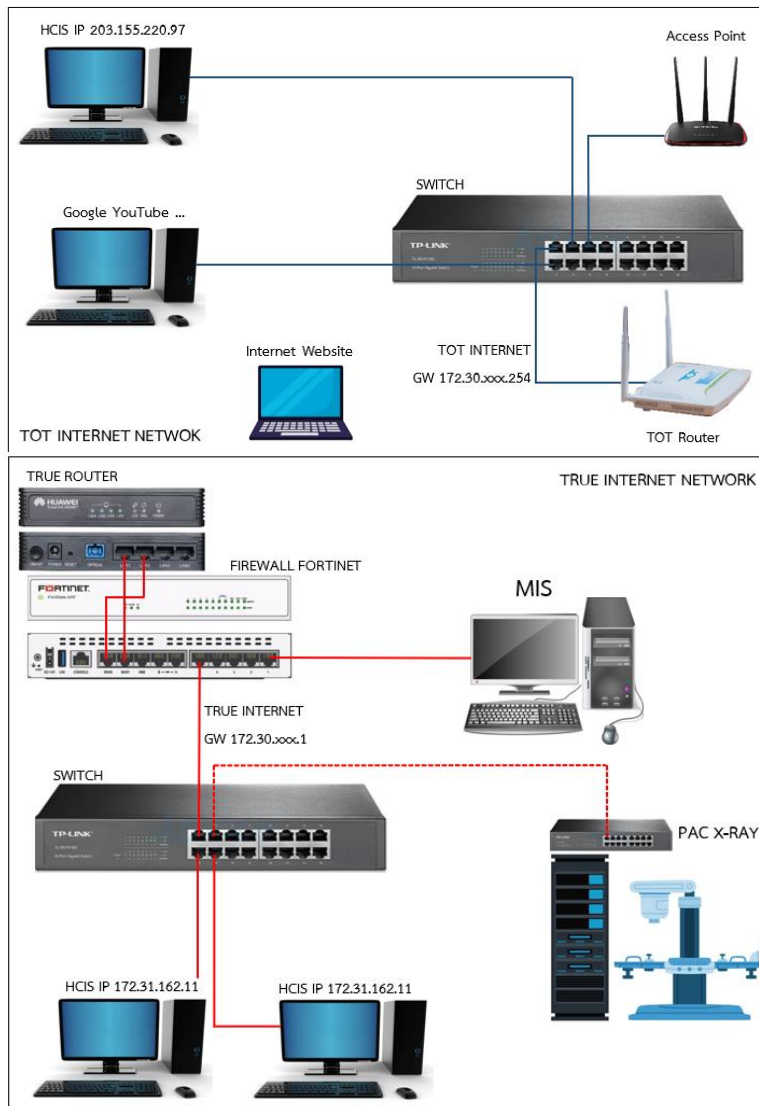 HCIS IP 203.155.220.97
Access Point
SWITCH
Google YouTube ...
TP-LINK
Internet Website
TOT INTERNET
GW 172.30.xxx.254
TOT INTERNET NETWOK
TOT Router
TRUE ROUTER
TRUE INTERNET NETWORK
HUAWEI
FIREWALL FORTINET
FORTINET
MIS
TRUE INTERNET
GW 172.30.xxx.1
SWITCH
TP-LINK
PAC X-RAY
HCIS IP 172.31.162.11
HCIS IP 172.31.162.11